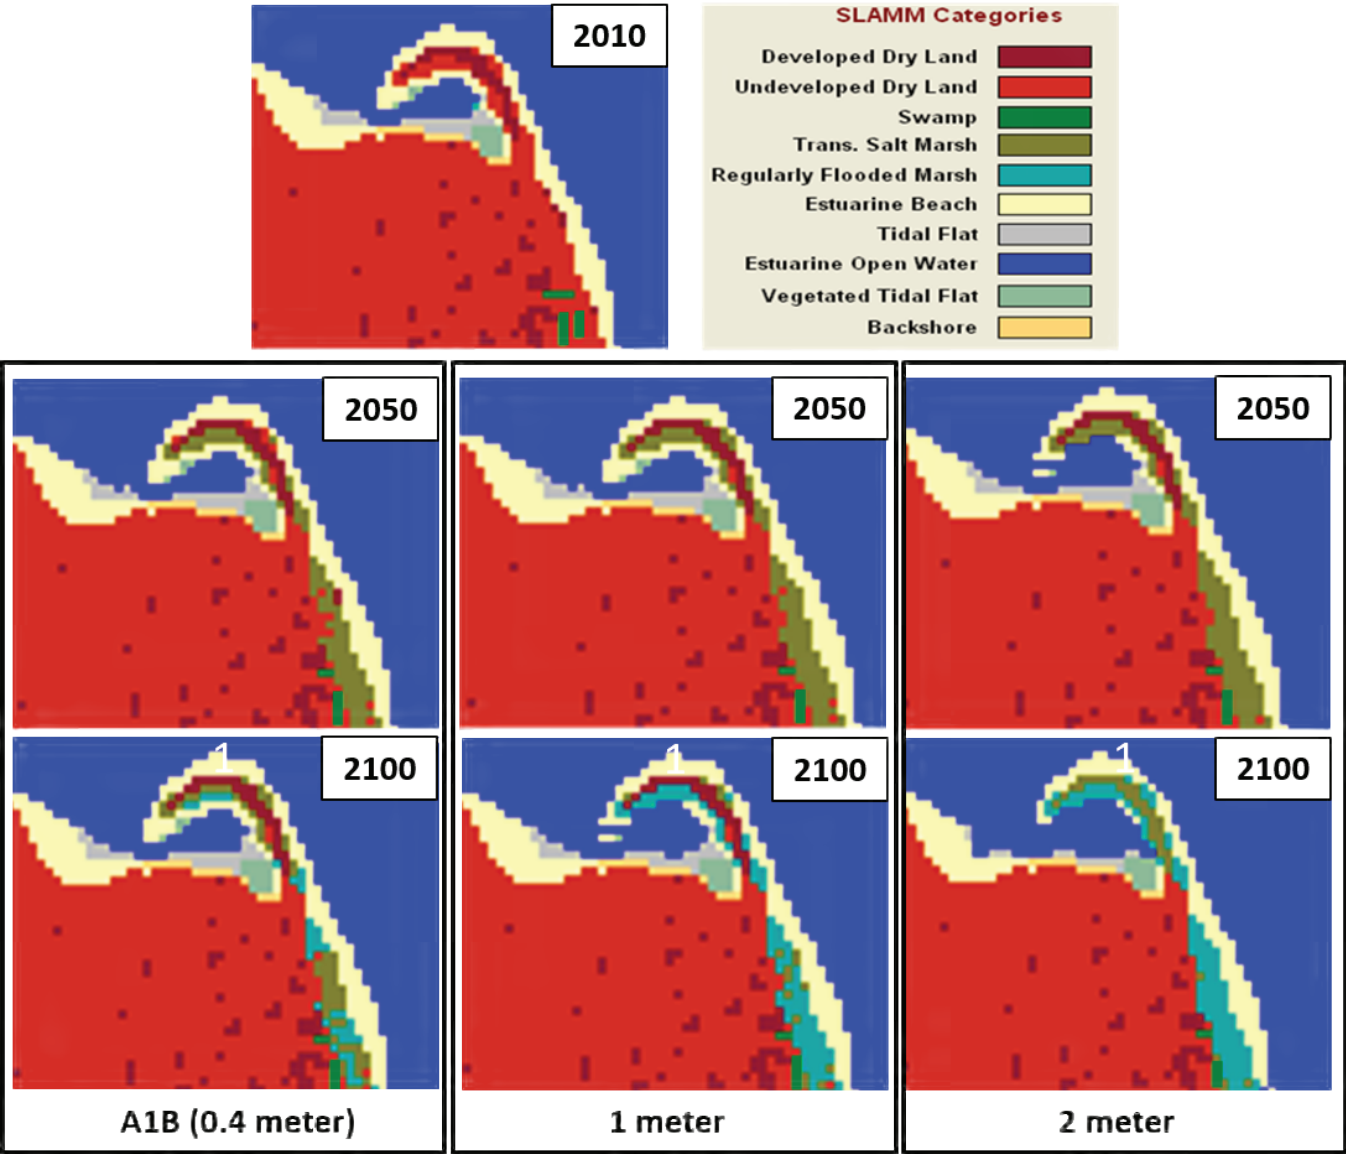 2010
SLAMM Categories
Developed Dry Land
Undeveloped Dry Land
Swamp
Trans. Salt Marsh
Regularly Flooded Marsh
Estuarine Beach
Tidal Flat
Estuarine Open Water
Vegetated Tidal Flat
Backshore
2050
2050
2050
1
2100
1
2100
1
2100
A1B (0.4 meter)
1 meter
2 meter